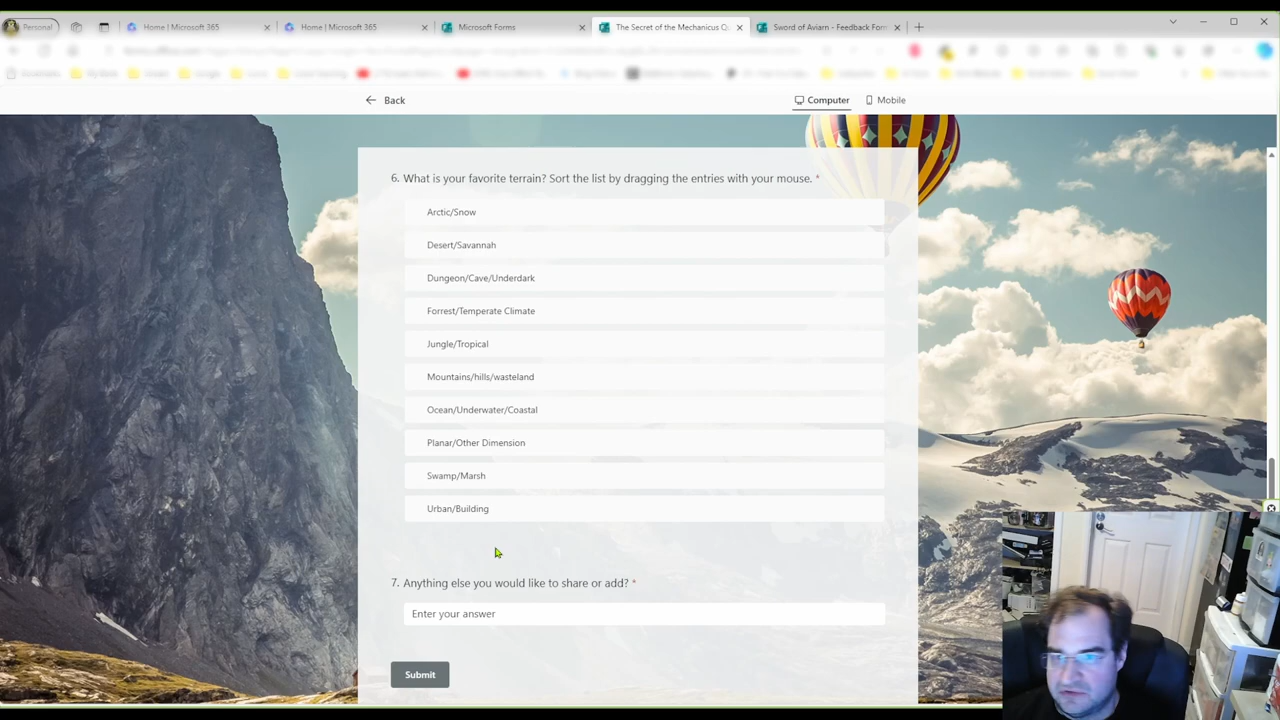 Personal
Home | Microsoft 365
Home | Microsoft 365
Microsoft Forms
The Secret of the Mechanicus Q
Sword of Aviarn - Feedback For
Back
Computer
Mobile
6. What is your favorite terrain? Sort the list by dragging the entries with your mouse. *
Arctic/Snow
Desert/Savannah
Dungeon/Cave/Underdark
Forrest/Temperate Climate
Jungle/Tropical
Mountains/hills/wasteland
Ocean/Underwater/Coastal
Planar/Other Dimension
Swamp/Marsh
Urban/Building
7. Anything else you would like to share or add? *
Enter your answer
Submit